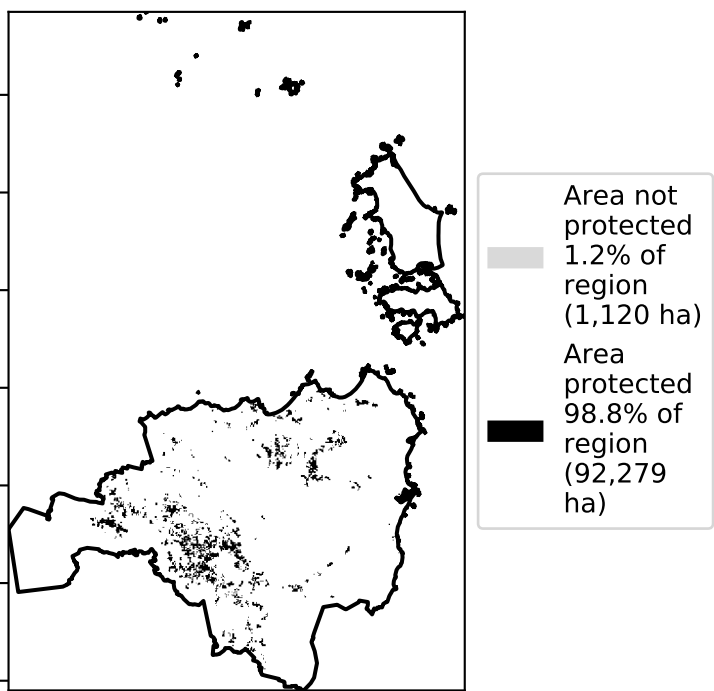 Area not
protected
1.2% of
region
(1,120 ha)
Area
protected
98.8% of
region
(92,279
ha)